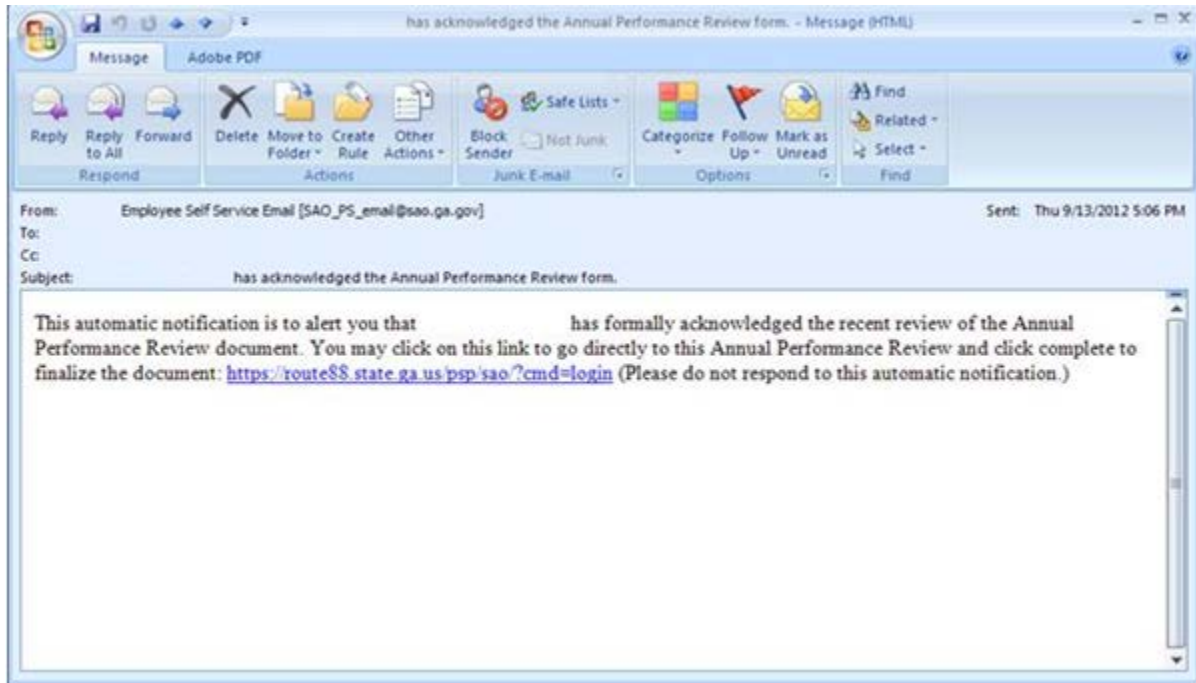 has acknowledged the Annual Performance Review form. - Message (HTML)
Message Adobe PDF
Reply Reply to All Forward Delete Move to Folder Create Rule Other Actions Block Sender Safe Lists Not Junk Categorize Follow Up Mark as Unread Find Related Select
Respond Actions Junk E-mail Options Find
From: Employee Self Service Email [SAO_PS_email@sao.ga.gov] Sent: Thu 9/13/2012 5:06 PM
To:
Cc:
Subject: has acknowledged the Annual Performance Review form.
This automatic notification is to alert you that has formally acknowledged the recent review of the Annual
Performance Review document. You may click on this link to go directly to this Annual Performance Review and click complete to
finalize the document: https://route88.state.ga.us/psp/sao/?cmd=login (Please do not respond to this automatic notification.)